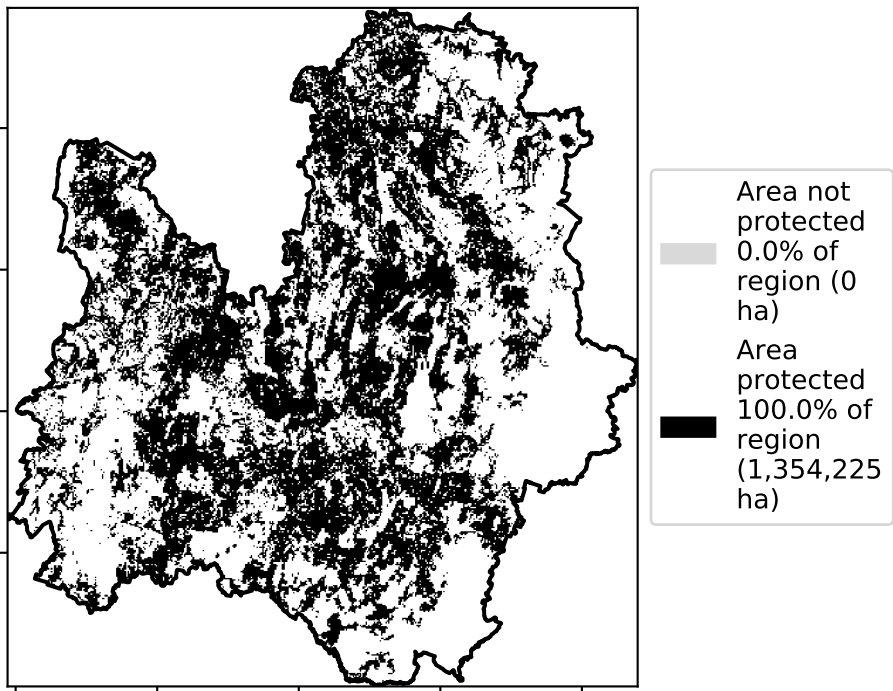 Area not
protected
0.0% of
region (0
ha)
Area
protected
100.0% of
region
(1,354,225
ha)